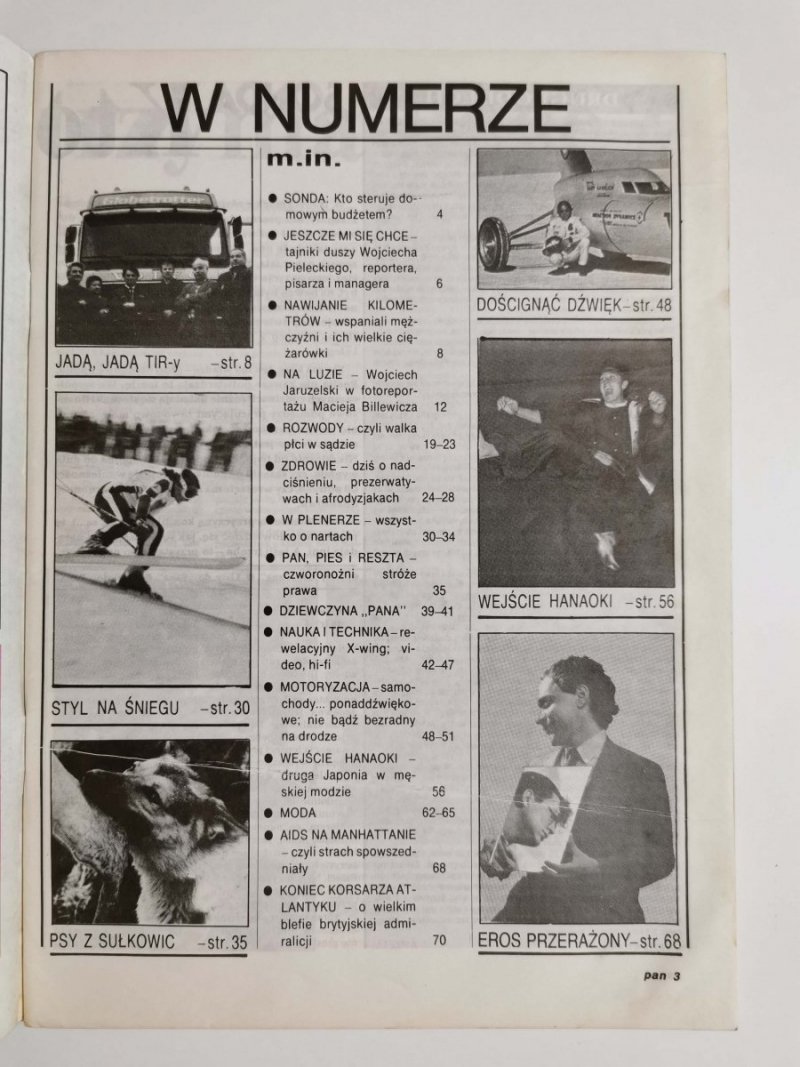 W NUMERZE
Globetrotter
JADĄ, JADĄ TIR-y –str. 8
STYL NA ŚNIEGU –str. 30
PSY Z SUŁKOWIC –str. 35
m.in.
● SONDA: Kto steruje do-
mowym budżetem? 4
● JESZCZE MI SIĘ CHCE –
tajniki duszy Wojciecha
Pieleckiego, reportera,
pisarza i managera 6
● NAWIJANIE KILOME-
TRÓW – wspaniali męż-
czyźni i ich wielkie cię-
żarówki 8
● NA LUZIE – Wojciech
Jaruzelski w fotorepor-
tażu Macieja Billewicza 12
● ROZWODY – czyli walka
płci w sądzie 19–23
● ZDROWIE – dziś o nad-
ciśnieniu, prezerwaty-
wach i afrodyzjakach 24–28
● W PLENERZE – wszyst-
ko o nartach 30–34
● PAN, PIES i RESZTA –
czworonożni stróże
prawa 35
● DZIEWCZYNA „PANA" 39–41
● NAUKA I TECHNIKA – re-
welacyjny X-wing; vi-
deo, hi-fi 42–47
● MOTORYZACJA – samo-
chody... ponaddźwięko-
we; nie bądź bezradny
na drodze 48–51
● WEJŚCIE HANAOKI –
druga Japonia w mę-
skiej modzie 56
● MODA 62–65
● AIDS NA MANHATTANIE
– czyli strach spowszed-
niały 68
● KONIEC KORSARZA AT-
LANTYKU – o wielkim
blefie brytyjskiej admi-
ralicji 70
DOŚCIGNĄĆ DŹWIĘK–str. 48
WEJŚCIE HANAOKI –str. 56
EROS PRZERAŻONY–str. 68
pan 3